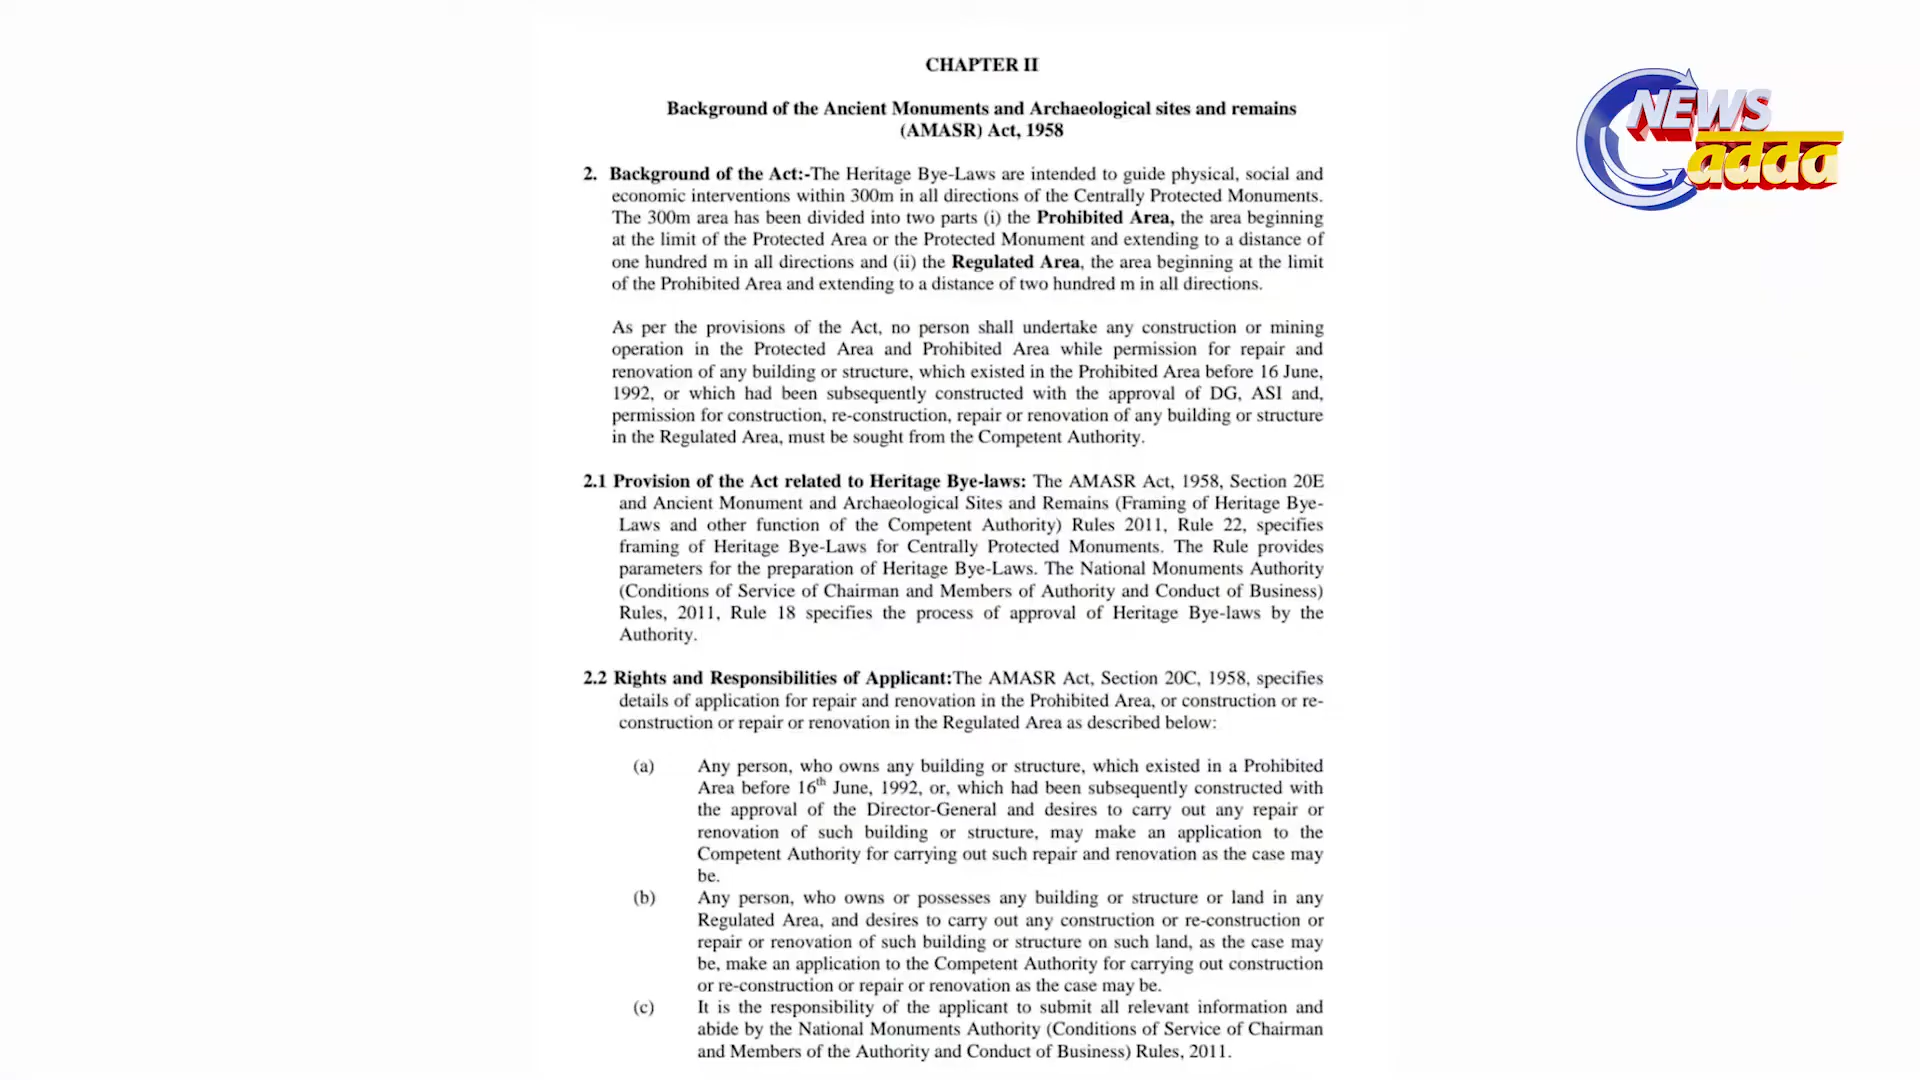 CHAPTER II
Background of the Ancient Monuments and Archaeological sites and remains
(AMASR) Act, 1958
2. Background of the Act:-The Heritage Bye-Laws are intended to guide physical, social and
economic interventions within 300m in all directions of the Centrally Protected Monuments.
The 300m area has been divided into two parts (i) the Prohibited Area, the area beginning
at the limit of the Protected Area or the Protected Monument and extending to a distance of
one hundred m in all directions and (ii) the Regulated Area, the area beginning at the limit
of the Prohibited Area and extending to a distance of two hundred m in all directions.
As per the provisions of the Act, no person shall undertake any construction or mining
operation in the Protected Area and Prohibited Area while permission for repair and
renovation of any building or structure, which existed in the Prohibited Area before 16 June,
1992, or which had been subsequently constructed with the approval of DG, ASI and,
permission for construction, re-construction, repair or renovation of any building or structure
in the Regulated Area, must be sought from the Competent Authority.
2.1 Provision of the Act related to Heritage Bye-laws: The AMASR Act, 1958, Section 20E
and Ancient Monument and Archaeological Sites and Remains (Framing of Heritage Bye-
Laws and other function of the Competent Authority) Rules 2011, Rule 22, specifies
framing of Heritage Bye-Laws for Centrally Protected Monuments. The Rule provides
parameters for the preparation of Heritage Bye-Laws. The National Monuments Authority
(Conditions of Service of Chairman and Members of Authority and Conduct of Business)
Rules, 2011, Rule 18 specifies the process of approval of Heritage Bye-laws by the
Authority.
2.2 Rights and Responsibilities of Applicant:The AMASR Act, Section 20C, 1958, specifies
details of application for repair and renovation in the Prohibited Area, or construction or re-
construction or repair or renovation in the Regulated Area as described below:
(a) Any person, who owns any building or structure, which existed in a Prohibited
Area before 16th June, 1992, or, which had been subsequently constructed with
the approval of the Director-General and desires to carry out any repair or
renovation of such building or structure, may make an application to the
Competent Authority for carrying out such repair and renovation as the case may
be.
(b) Any person, who owns or possesses any building or structure or land in any
Regulated Area, and desires to carry out any construction or re-construction or
repair or renovation of such building or structure on such land, as the case may
be, make an application to the Competent Authority for carrying out construction
or re-construction or repair or renovation as the case may be.
(c) It is the responsibility of the applicant to submit all relevant information and
abide by the National Monuments Authority (Conditions of Service of Chairman
and Members of the Authority and Conduct of Business) Rules, 2011.
NEWS
adda